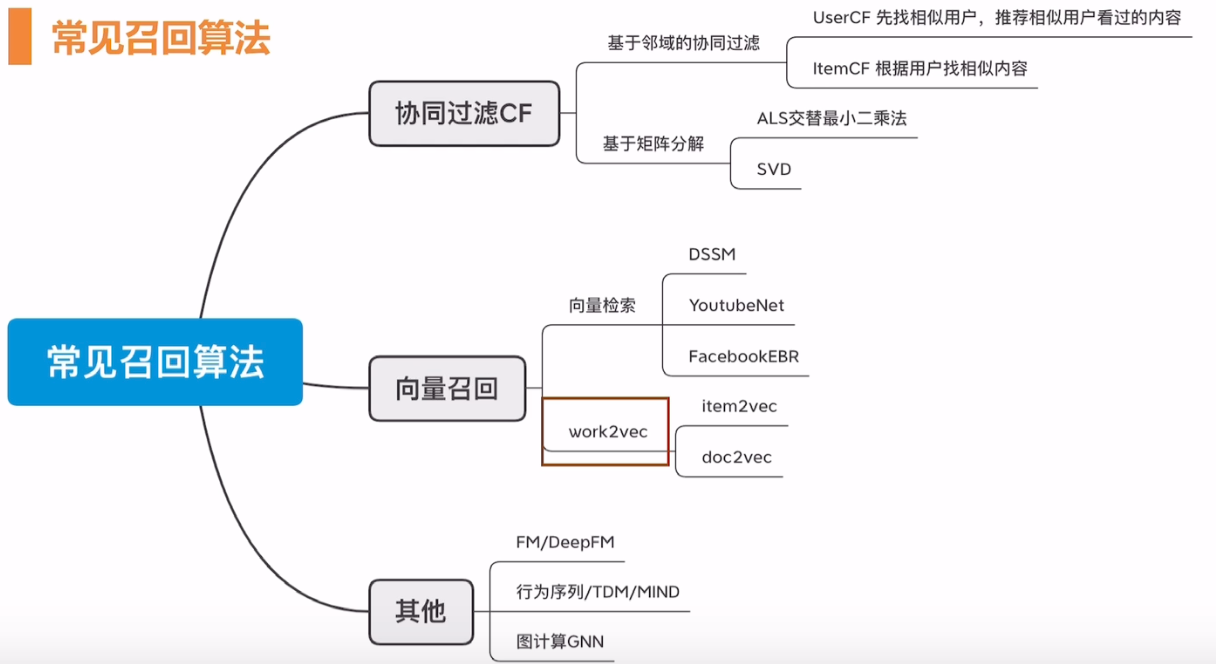 常见召回算法
常见召回算法
协同过滤CF
基于邻域的协同过滤
UserCF 先找相似用户，推荐相似用户看过的内容
ItemCF 根据用户找相似内容
基于矩阵分解
ALS交替最小二乘法
SVD
向量召回
向量检索
DSSM
YoutubeNet
FacebookEBR
work2vec
item2vec
doc2vec
其他
FM/DeepFM
行为序列/TDM/MIND
图计算GNN